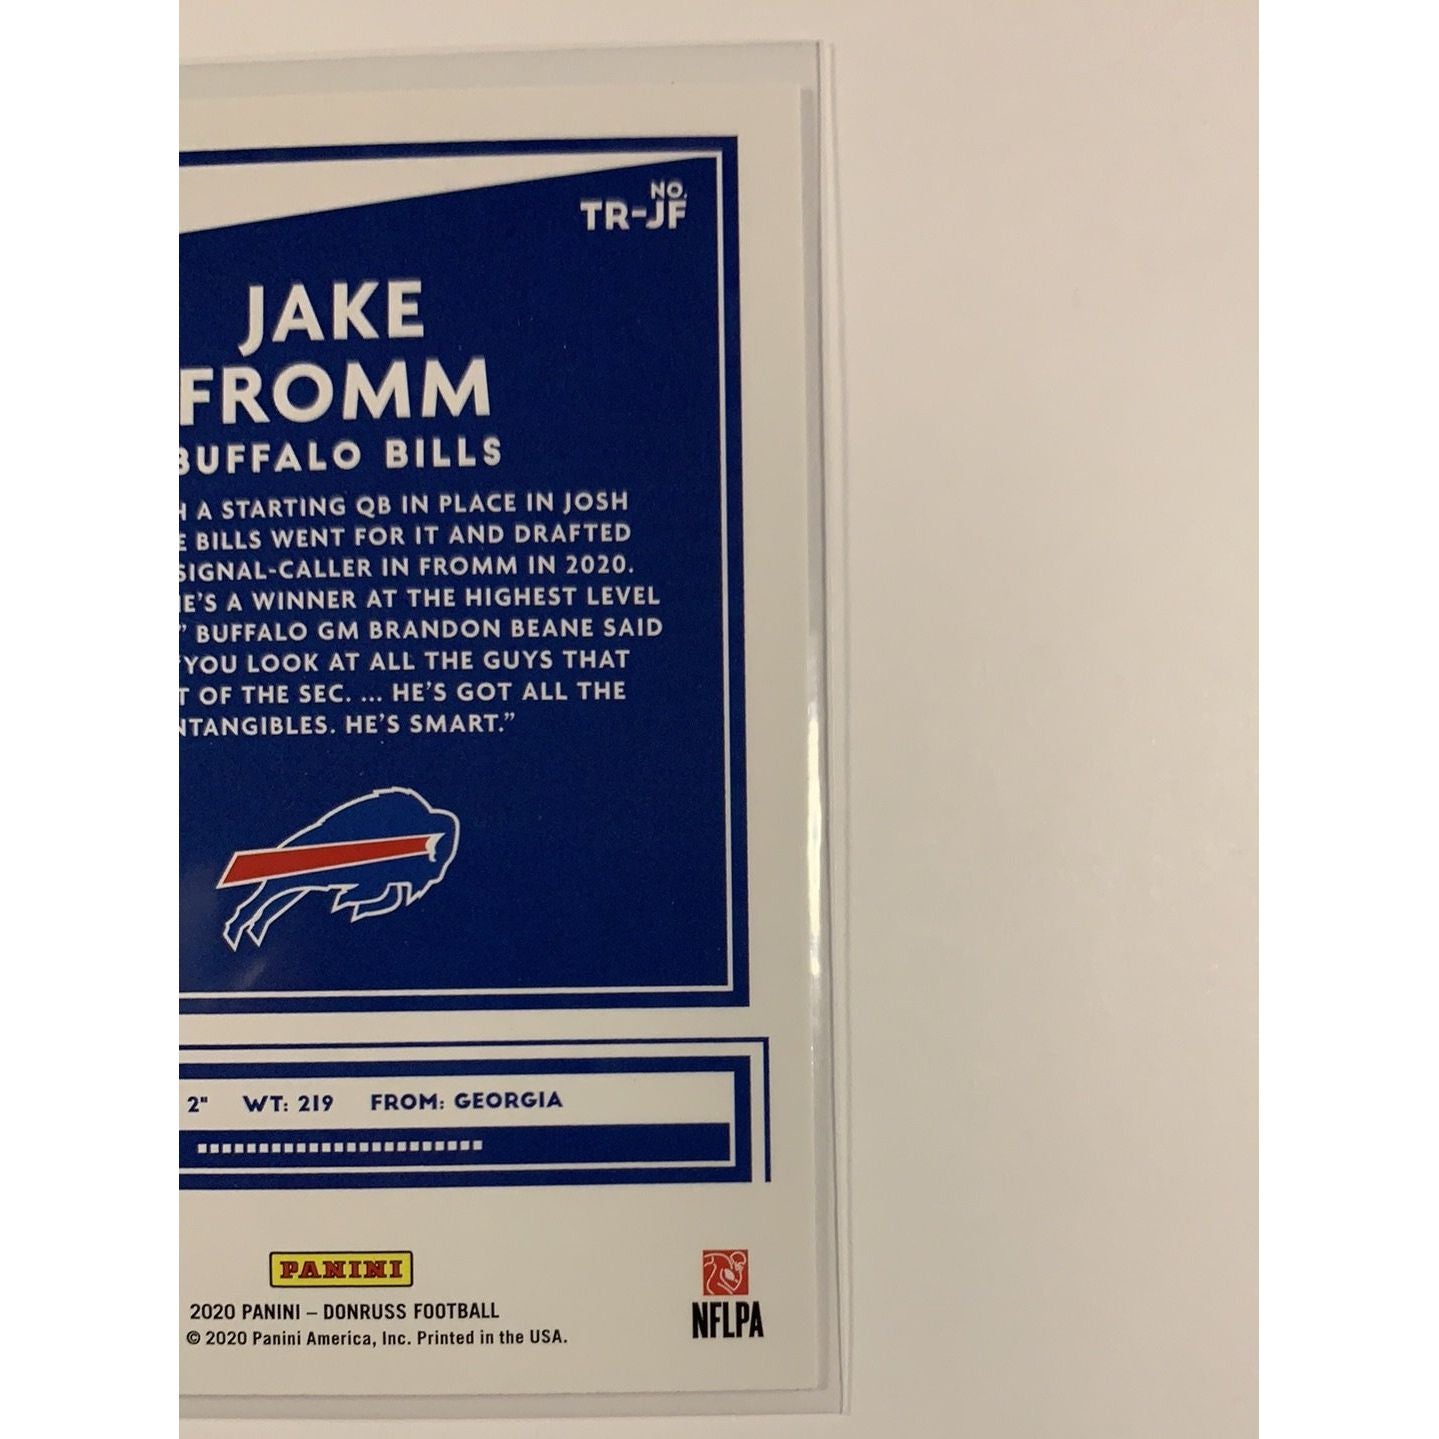 NO.
TR-JF
JAKE
FROMM
BUFFALO BILLS
A STARTING QB IN PLACE IN JOSH
BILLS WENT FOR IT AND DRAFTED
SIGNAL-CALLER IN FROMM IN 2020.
HE'S A WINNER AT THE HIGHEST LEVEL
" BUFFALO GM BRANDON BEANE SAID
"YOU LOOK AT ALL THE GUYS THAT
OF THE SEC. ... HE'S GOT ALL THE
INTANGIBLES. HE'S SMART."
2" WT: 219 FROM: GEORGIA
PANINI
2020 PANINI – DONRUSS FOOTBALL
© 2020 Panini America, Inc. Printed in the USA.
NFLPA